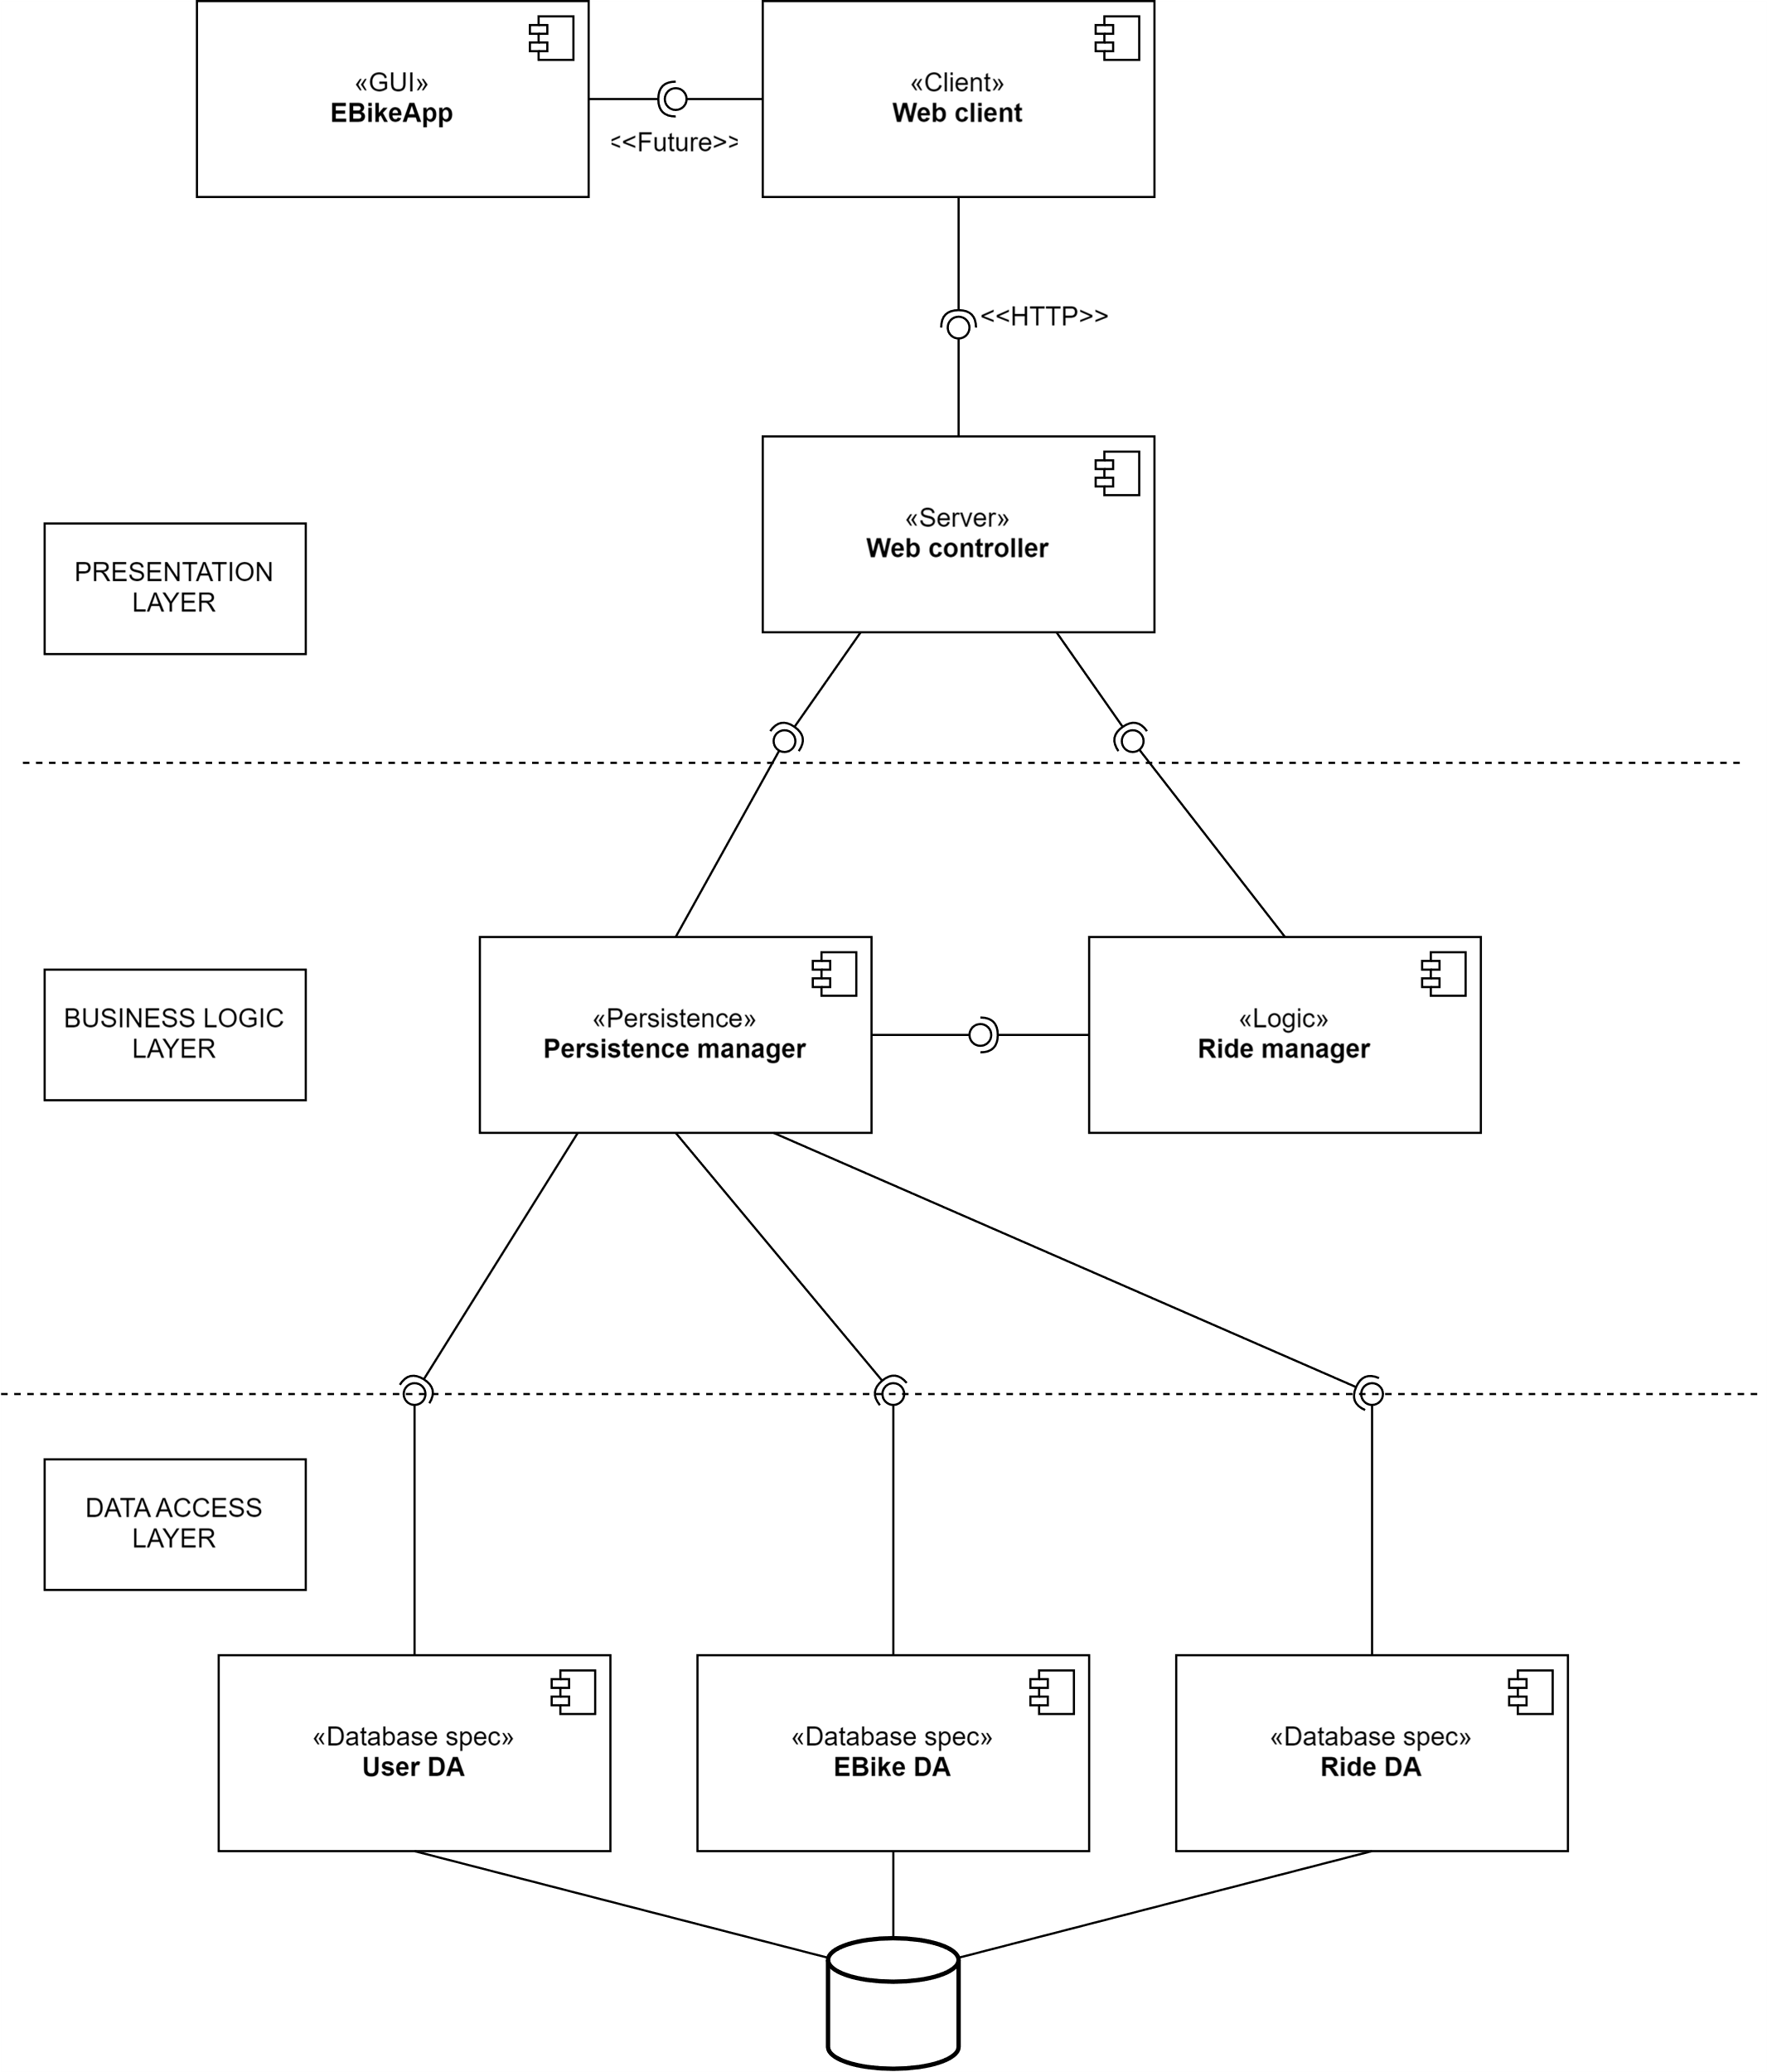 «GUI»
EBikeApp
«Client»
Web client
<<Future>>
<<HTTP>>
«Server»
Web controller
PRESENTATION
LAYER
«Persistence»
Persistence manager
«Logic»
Ride manager
BUSINESS LOGIC
LAYER
DATA ACCESS
LAYER
«Database spec»
User DA
«Database spec»
EBike DA
«Database spec»
Ride DA